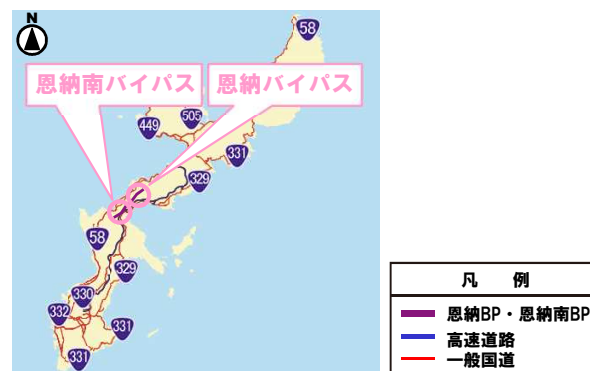 N
58
恩納南バイパス
恩納バイパス
449
505
331
329
58
329
330
332
331
331
凡 例
恩納BP・恩納南BP
高速道路
一般国道